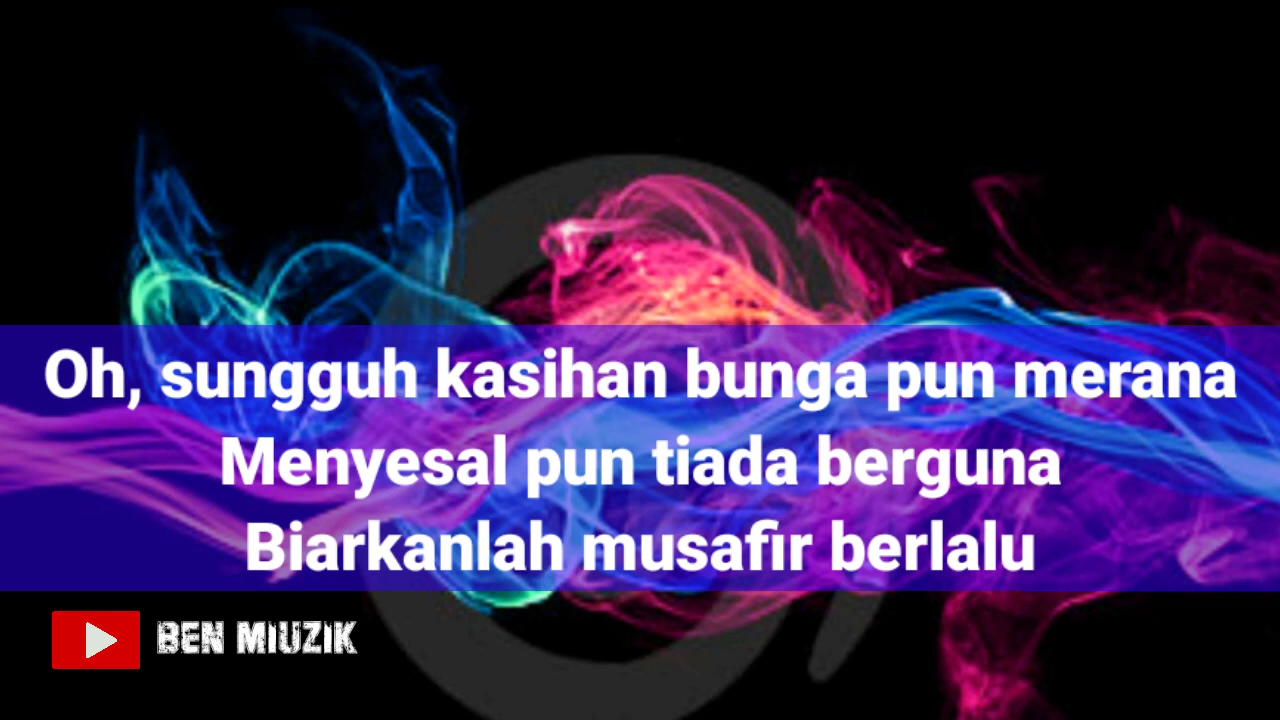 Oh, sungguh kasihan bunga pun merana
Menyesal pun tiada berguna
Biarkanlah musafir berlalu
BEN MIUZIK